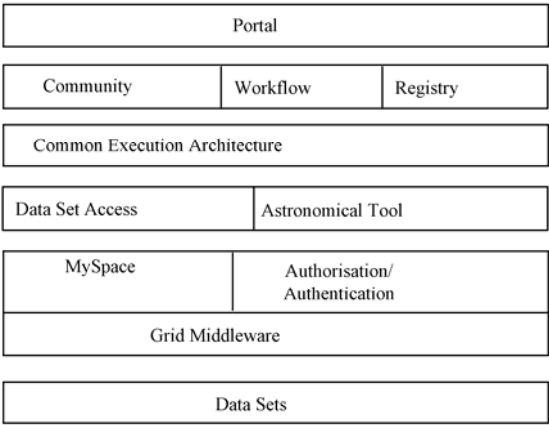 Portal
Community Workflow Registry
Common Execution Architecture
Data Set Access Astronomical Tool
MySpace Authorisation/
Authentication
Grid Middleware
Data Sets